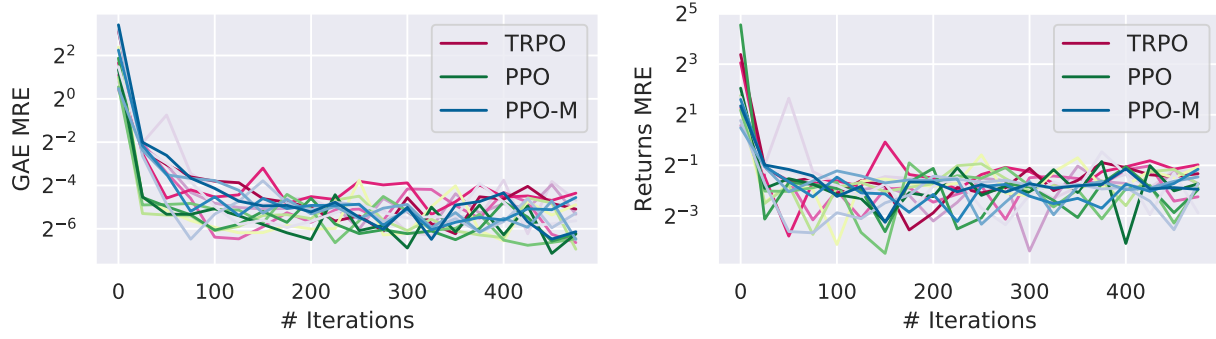 GAE MRE
2^2
2^0
2^−2
2^−4
2^−6
TRPO
PPO
PPO-M
0
100
200
300
400
# Iterations
Returns MRE
2^5
2^3
2^1
2^−1
2^−3
TRPO
PPO
PPO-M
0
100
200
300
400
# Iterations